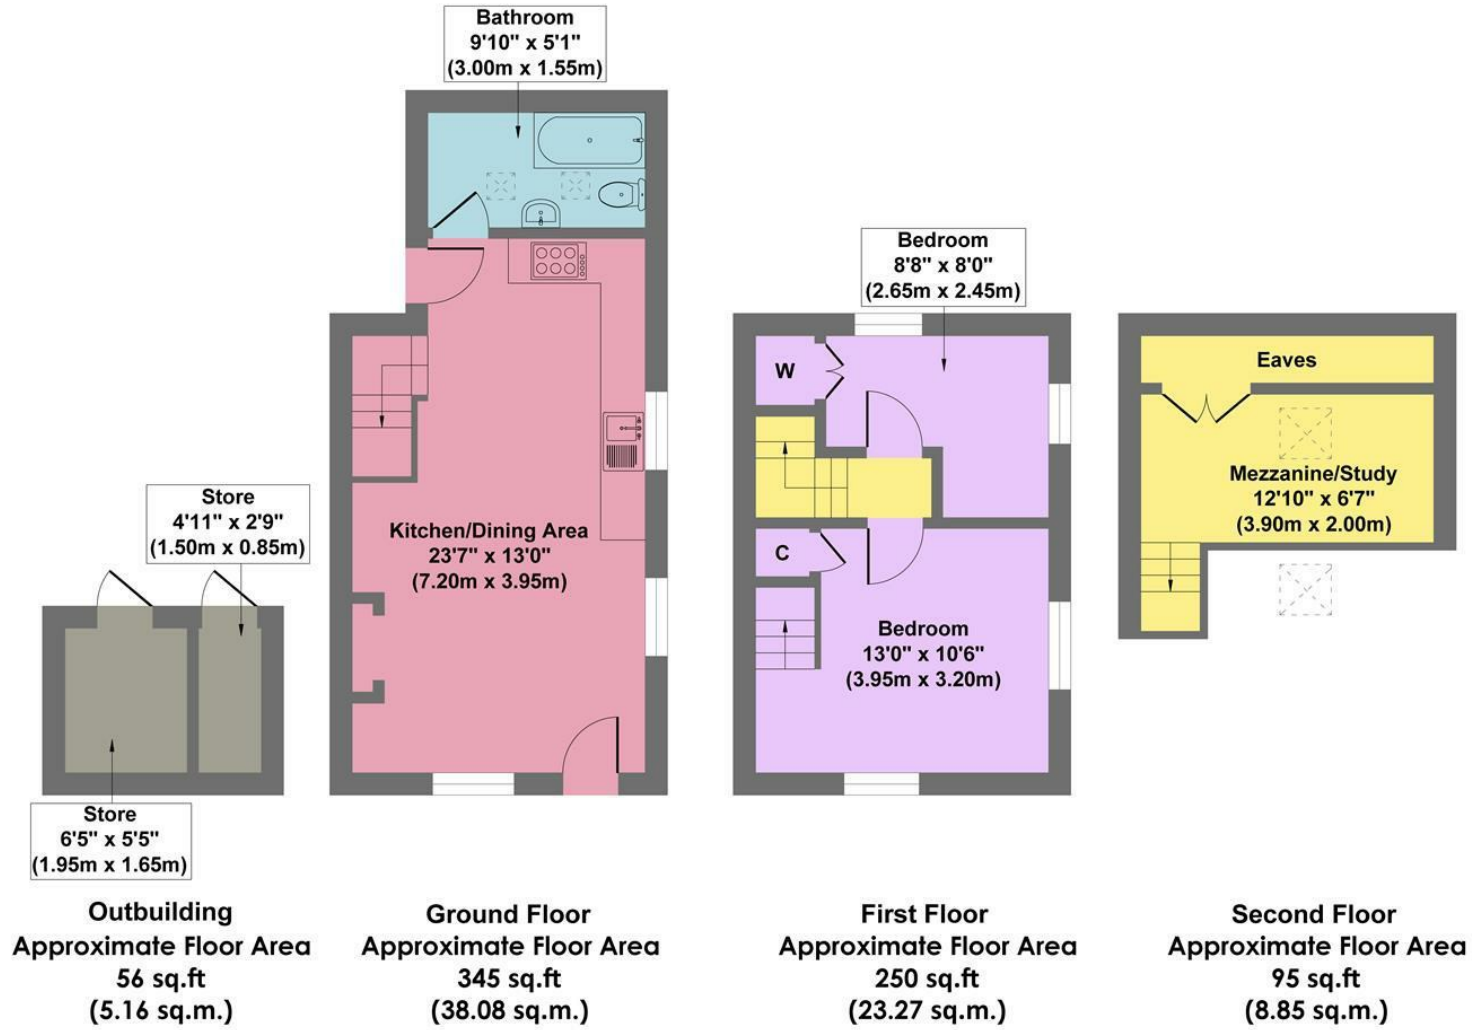 Bathroom
9'10" x 5'1"
(3.00m x 1.55m)
Bedroom
8'8" x 8'0"
(2.65m x 2.45m)
W
Eaves
Mezzanine/Study
12'10" x 6'7"
(3.90m x 2.00m)
Store
4'11" x 2'9"
(1.50m x 0.85m)
Kitchen/Dining Area
23'7" x 13'0"
(7.20m x 3.95m)
C
Bedroom
13'0" x 10'6"
(3.95m x 3.20m)
Store
6'5" x 5'5"
(1.95m x 1.65m)
Outbuilding
Approximate Floor Area
56 sq.ft
(5.16 sq.m.)
Ground Floor
Approximate Floor Area
345 sq.ft
(38.08 sq.m.)
First Floor
Approximate Floor Area
250 sq.ft
(23.27 sq.m.)
Second Floor
Approximate Floor Area
95 sq.ft
(8.85 sq.m.)